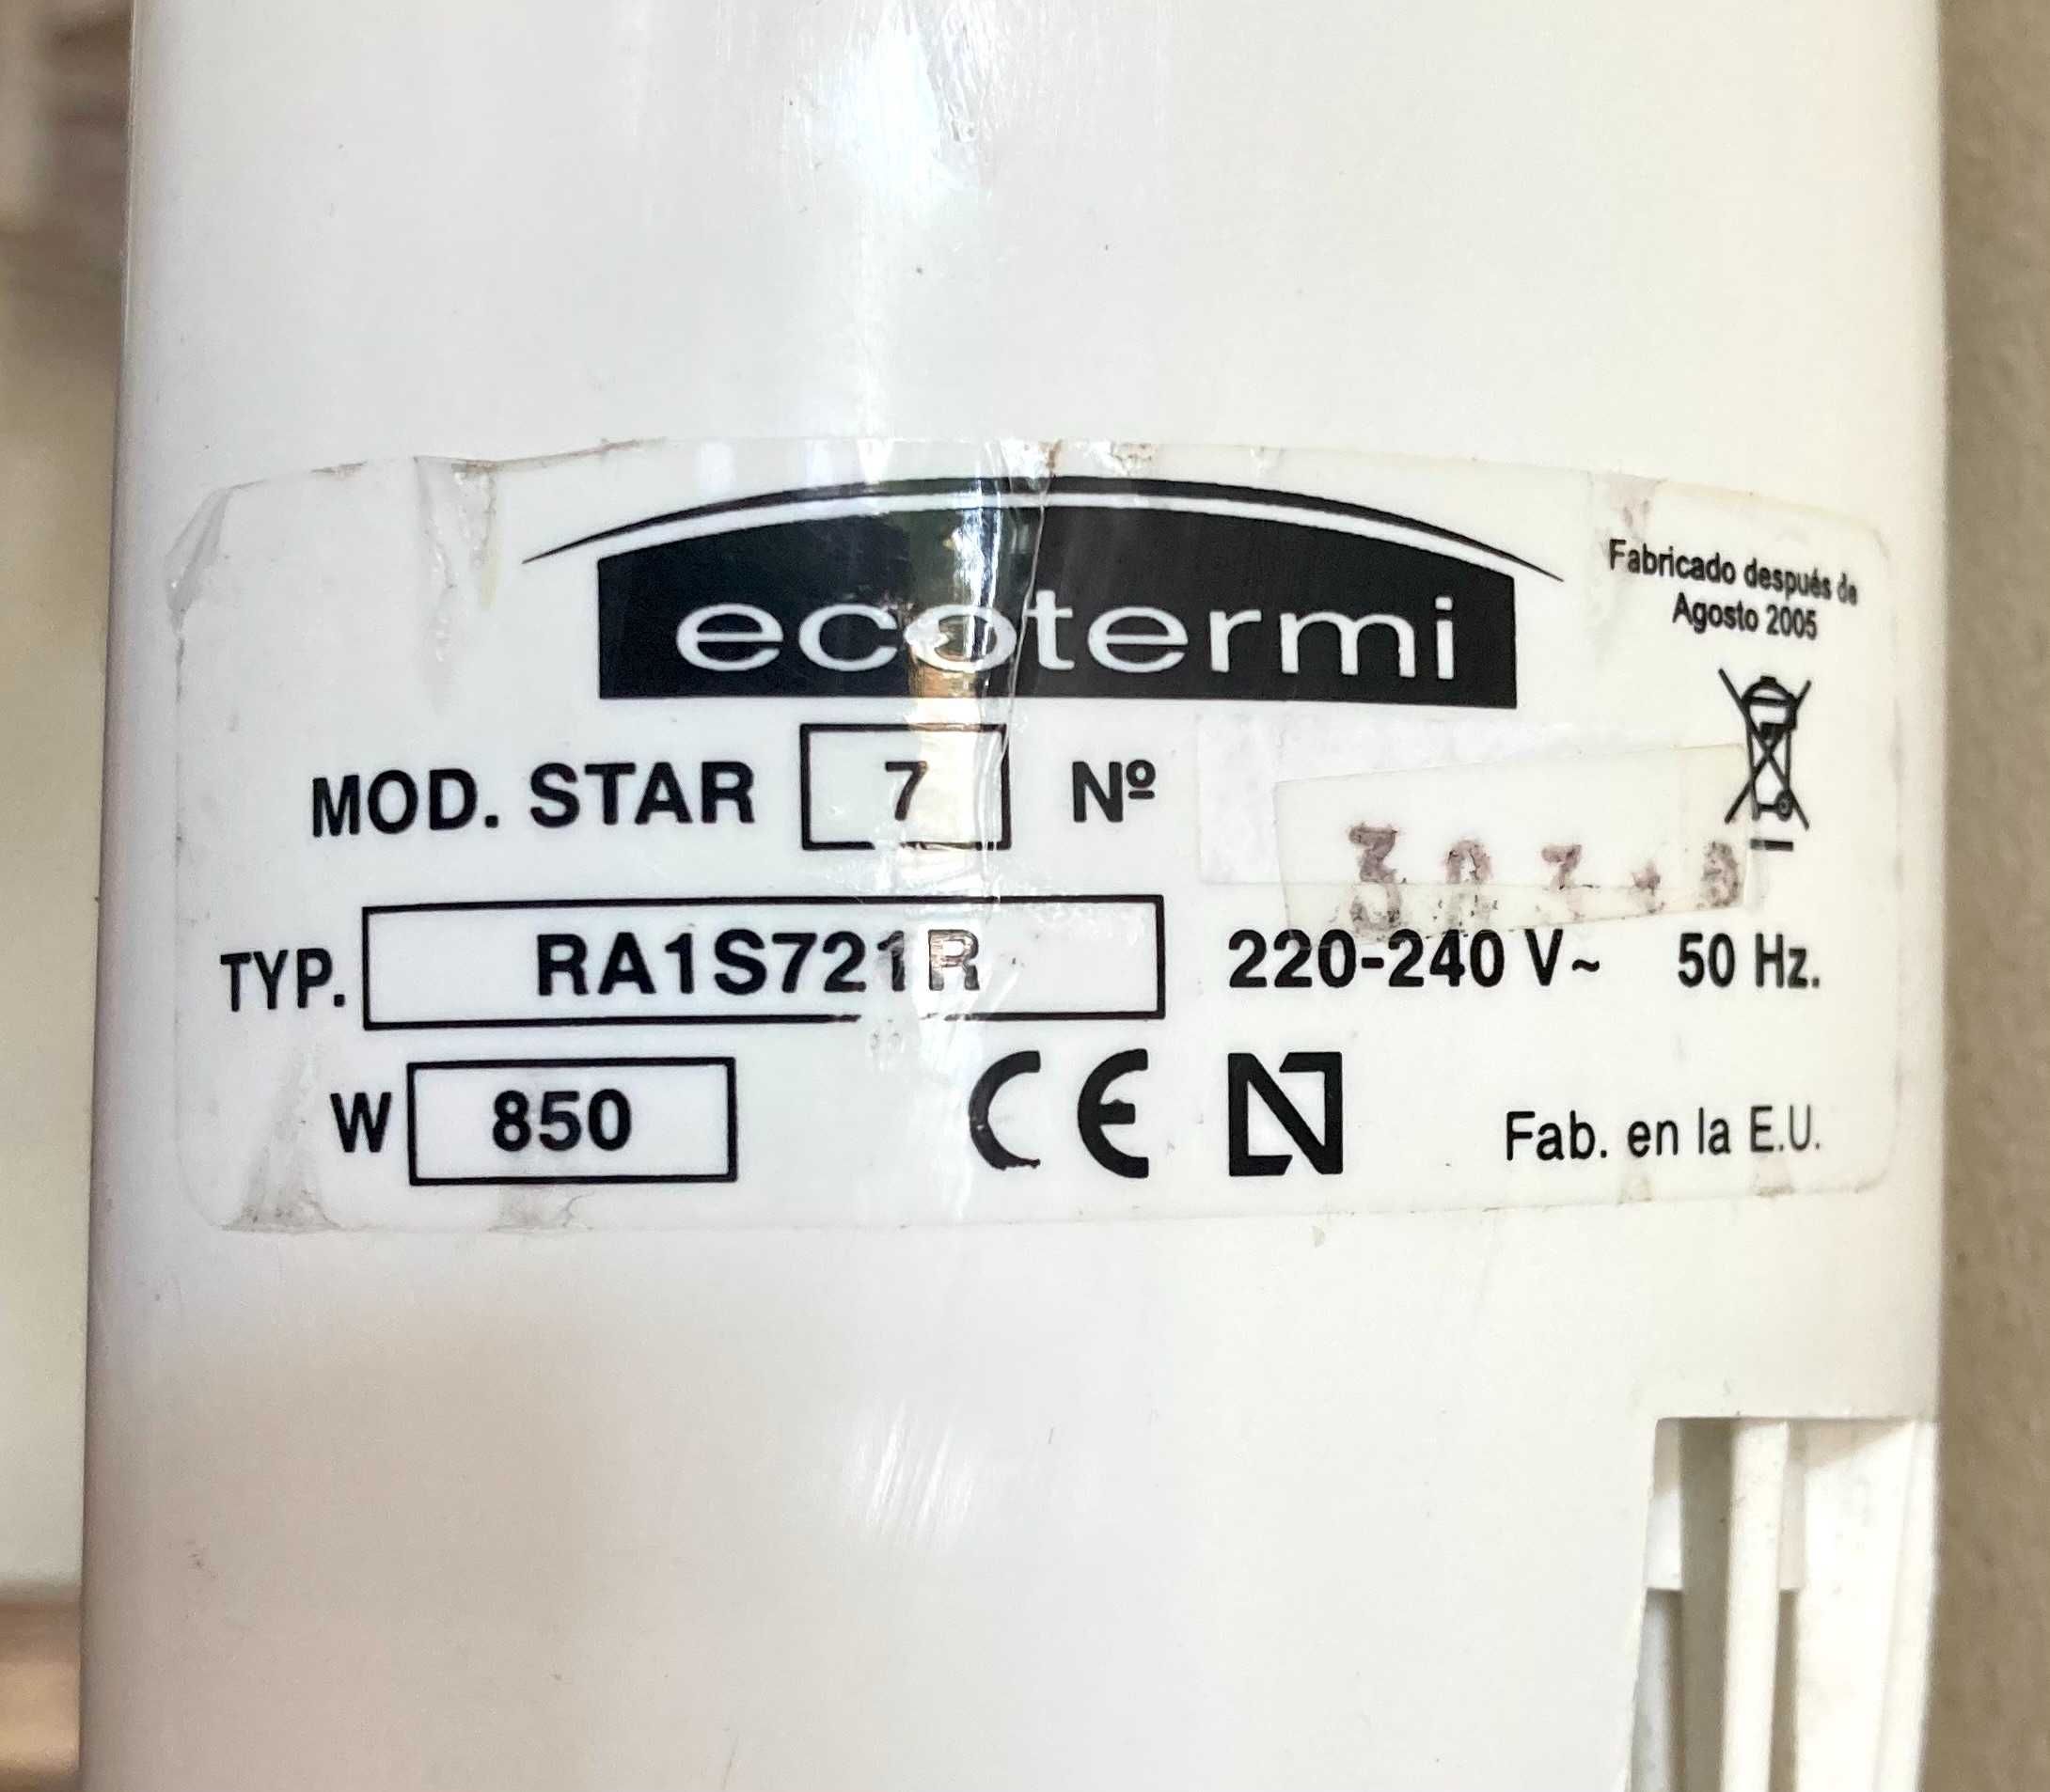 ecotermi
Fabricado después de
Agosto 2005
MOD. STAR 7 Nº
TYP. RA1S721R 220-240 V~ 50 Hz.
W 850 CE N Fab. en la E.U.